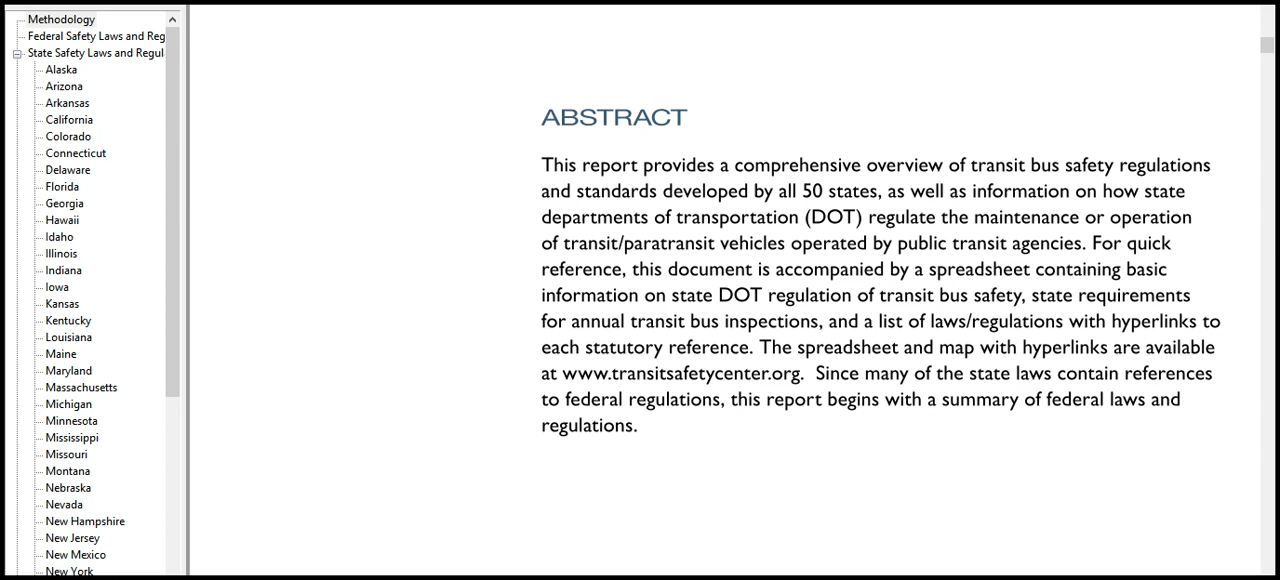 Methodology
Federal Safety Laws and Reg
State Safety Laws and Regul
Alaska
Arizona
Arkansas
California
Colorado
Connecticut
Delaware
Florida
Georgia
Hawaii
Idaho
Illinois
Indiana
Iowa
Kansas
Kentucky
Louisiana
Maine
Maryland
Massachusetts
Michigan
Minnesota
Mississippi
Missouri
Montana
Nebraska
Nevada
New Hampshire
New Jersey
New Mexico
New York
ABSTRACT
This report provides a comprehensive overview of transit bus safety regulations
and standards developed by all 50 states, as well as information on how state
departments of transportation (DOT) regulate the maintenance or operation
of transit/paratransit vehicles operated by public transit agencies. For quick
reference, this document is accompanied by a spreadsheet containing basic
information on state DOT regulation of transit bus safety, state requirements
for annual transit bus inspections, and a list of laws/regulations with hyperlinks to
each statutory reference. The spreadsheet and map with hyperlinks are available
at www.transitsafetycenter.org.  Since many of the state laws contain references
to federal regulations, this report begins with a summary of federal laws and
regulations.